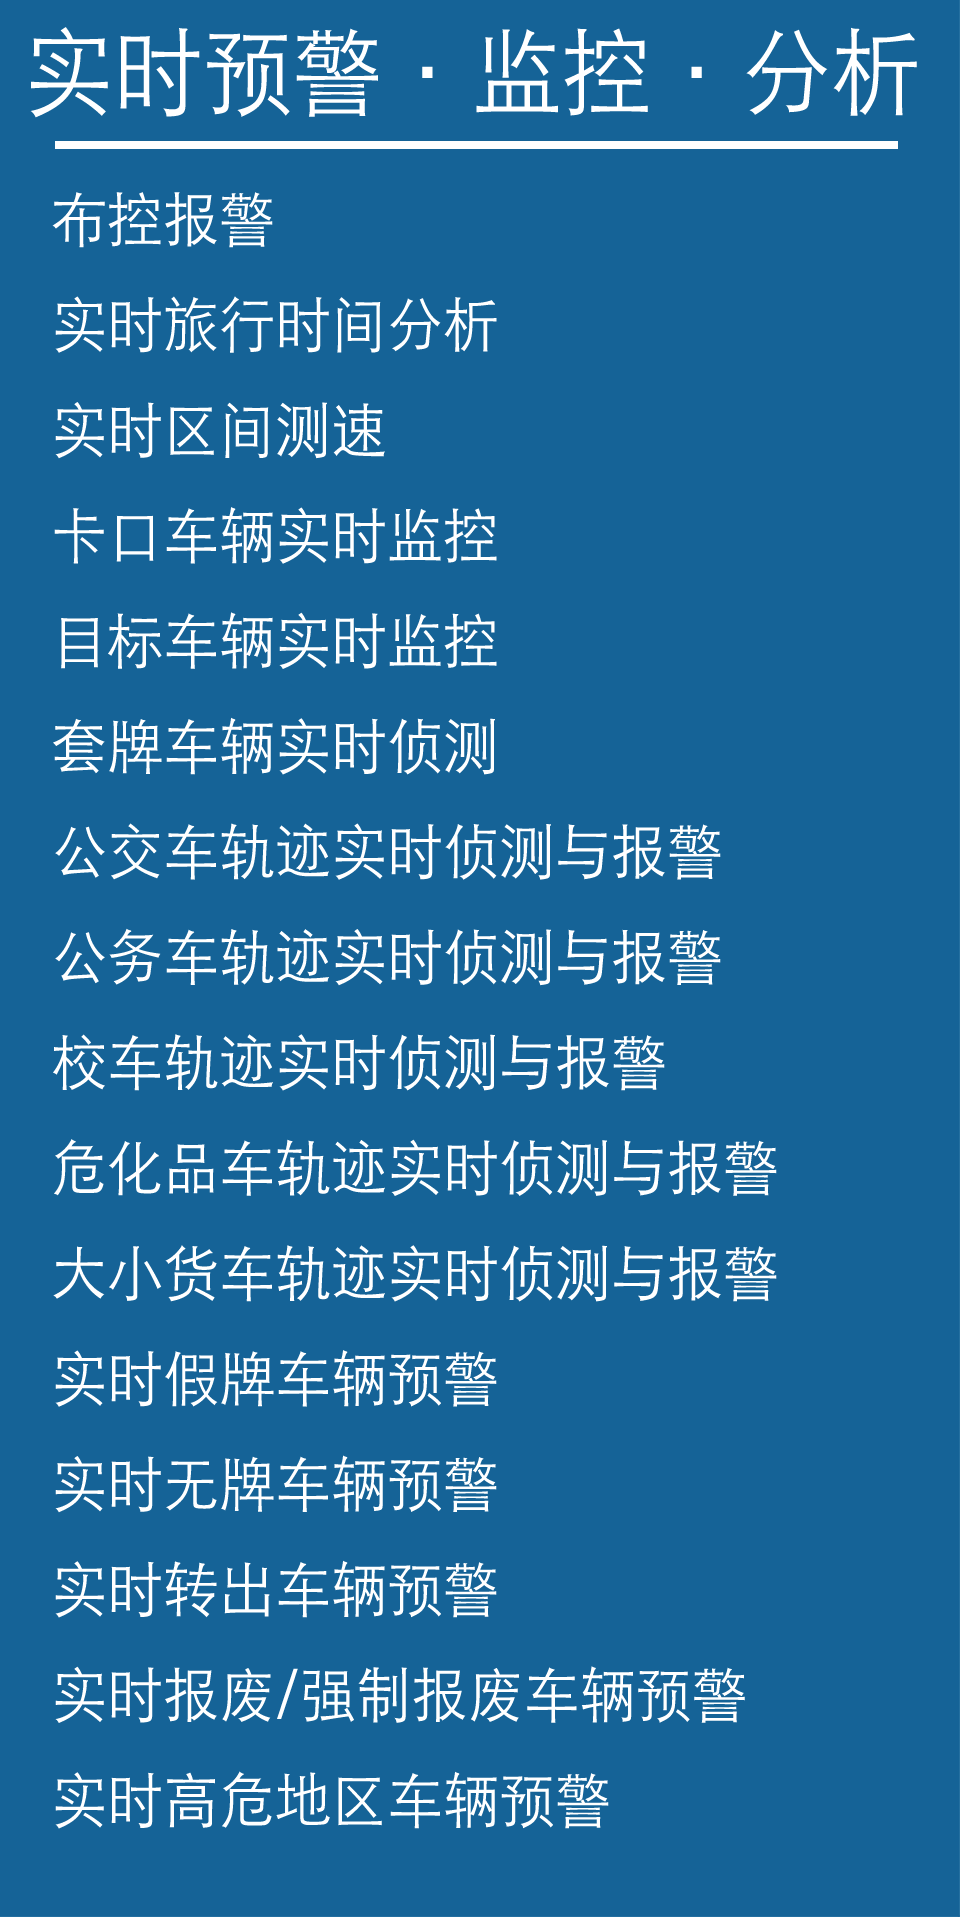 实时预警 · 监控 · 分析
布控报警
实时旅行时间分析
实时区间测速
卡口车辆实时监控
目标车辆实时监控
套牌车辆实时侦测
公交车轨迹实时侦测与报警
公务车轨迹实时侦测与报警
校车轨迹实时侦测与报警
危化品车轨迹实时侦测与报警
大小货车轨迹实时侦测与报警
实时假牌车辆预警
实时无牌车辆预警
实时转出车辆预警
实时报废/强制报废车辆预警
实时高危地区车辆预警